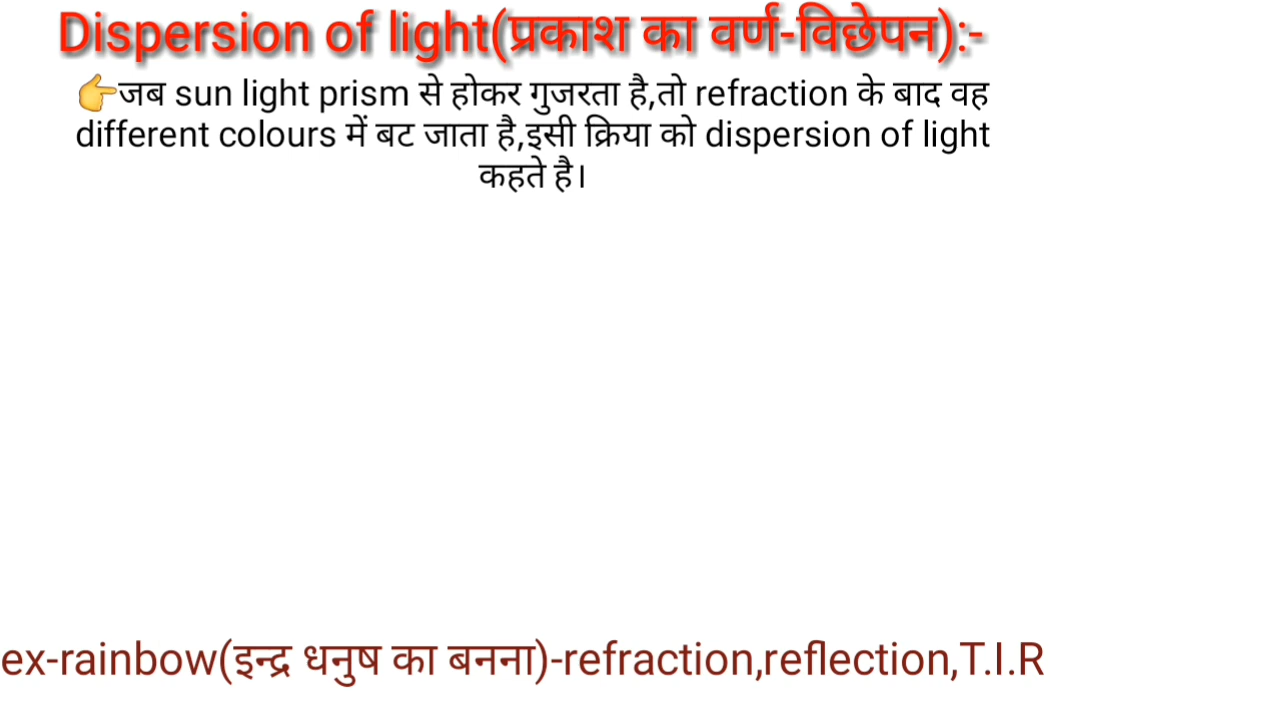 Dispersion of light(प्रकाश का वर्ण-विछेपन):-
👉जब sun light prism से होकर गुजरता है,तो refraction के बाद वह
different colours में बट जाता है,इसी क्रिया को dispersion of light
कहते है।
ex-rainbow(इन्द्र धनुष का बनना)-refraction,reflection,T.I.R